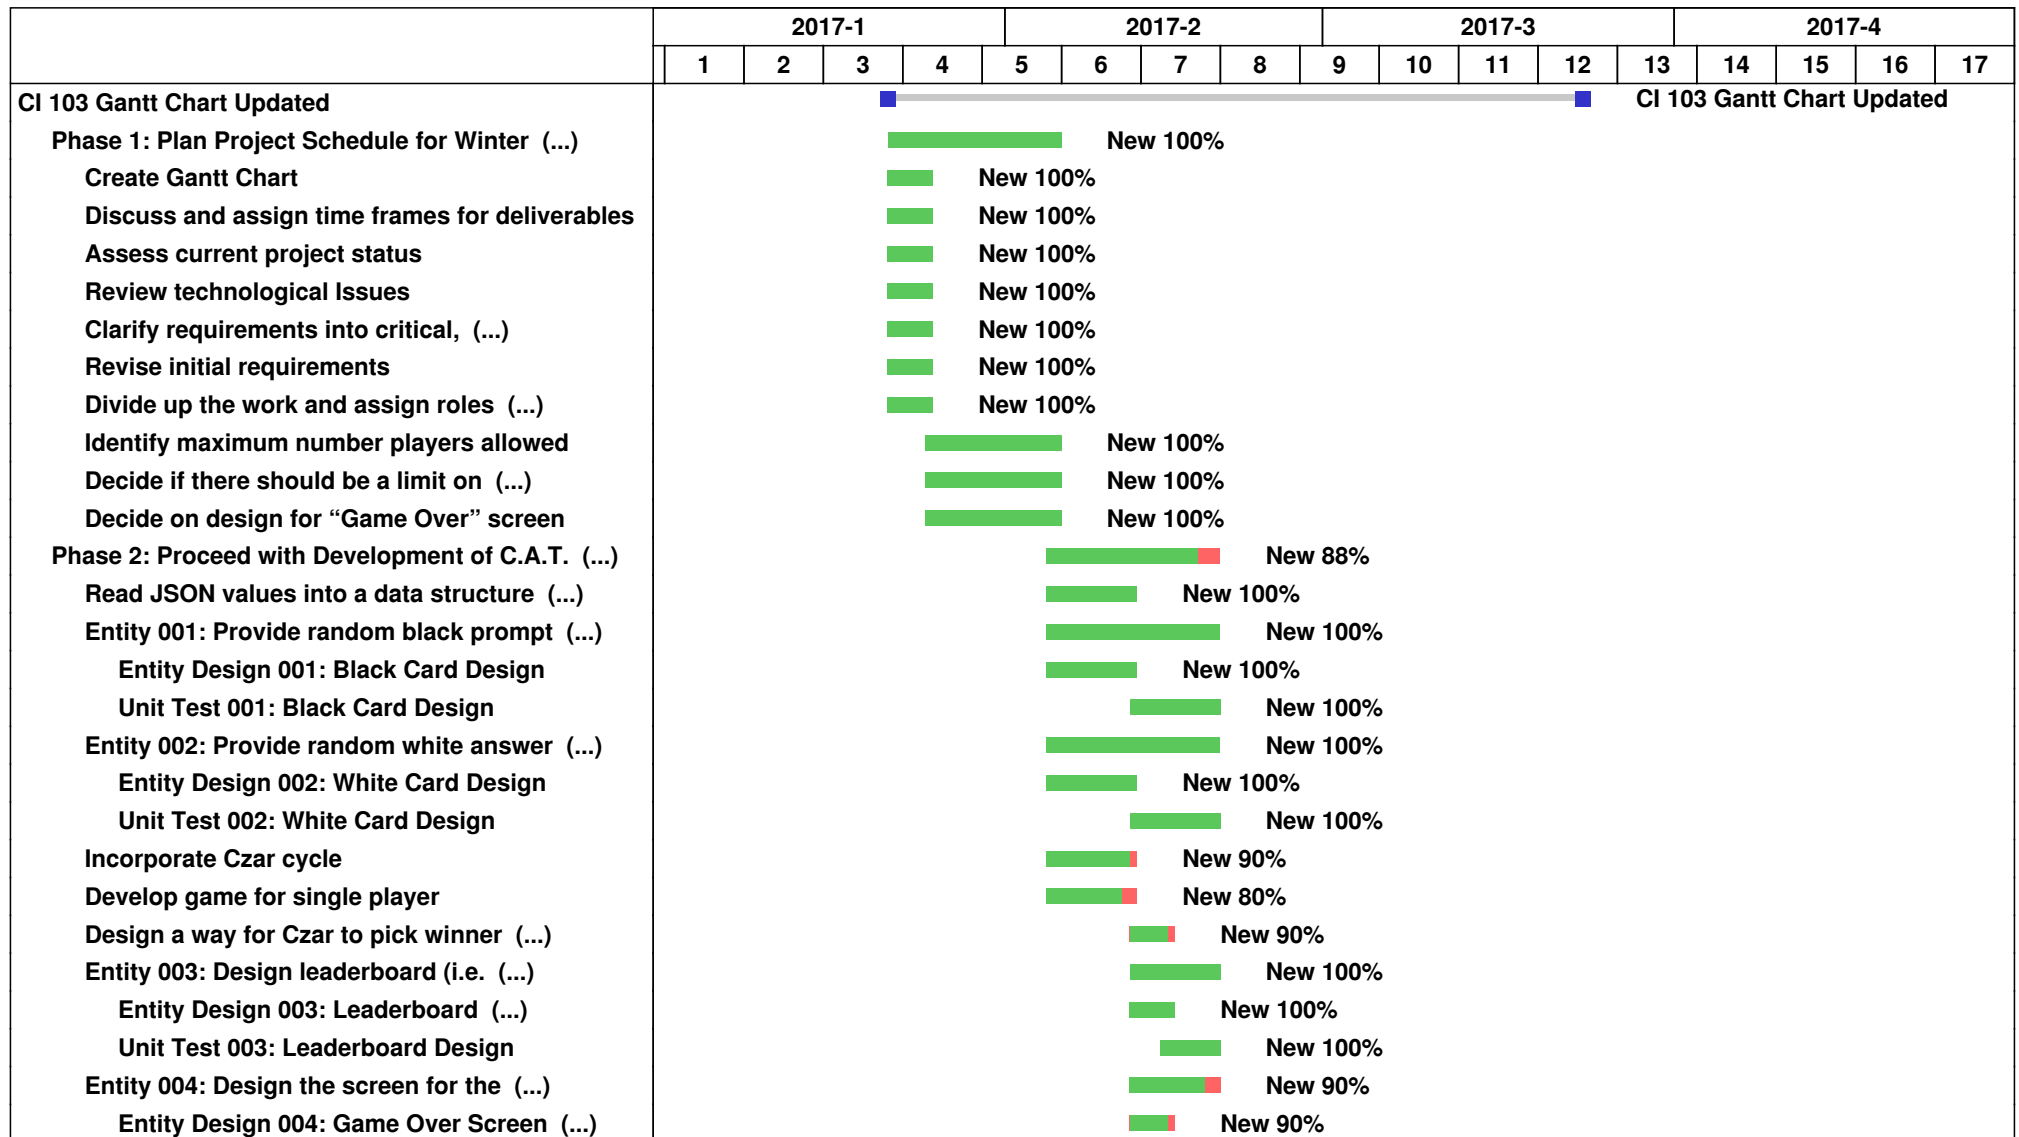 2017-1 2017-2 2017-3 2017-4
1 2 3 4 5 6 7 8 9 10 11 12 13 14 15 16 17
CI 103 Gantt Chart Updated CI 103 Gantt Chart Updated
Phase 1: Plan Project Schedule for Winter (...) New 100%
Create Gantt Chart New 100%
Discuss and assign time frames for deliverables New 100%
Assess current project status New 100%
Review technological Issues New 100%
Clarify requirements into critical, (...) New 100%
Revise initial requirements New 100%
Divide up the work and assign roles (...) New 100%
Identify maximum number players allowed New 100%
Decide if there should be a limit on (...) New 100%
Decide on design for “Game Over” screen New 100%
Phase 2: Proceed with Development of C.A.T. (...) New 88%
Read JSON values into a data structure (...) New 100%
Entity 001: Provide random black prompt (...) New 100%
Entity Design 001: Black Card Design New 100%
Unit Test 001: Black Card Design New 100%
Entity 002: Provide random white answer (...) New 100%
Entity Design 002: White Card Design New 100%
Unit Test 002: White Card Design New 100%
Incorporate Czar cycle New 90%
Develop game for single player New 80%
Design a way for Czar to pick winner (...) New 90%
Entity 003: Design leaderboard (i.e. (...) New 100%
Entity Design 003: Leaderboard (...) New 100%
Unit Test 003: Leaderboard Design New 100%
Entity 004: Design the screen for the (...) New 90%
Entity Design 004: Game Over Screen (...) New 90%